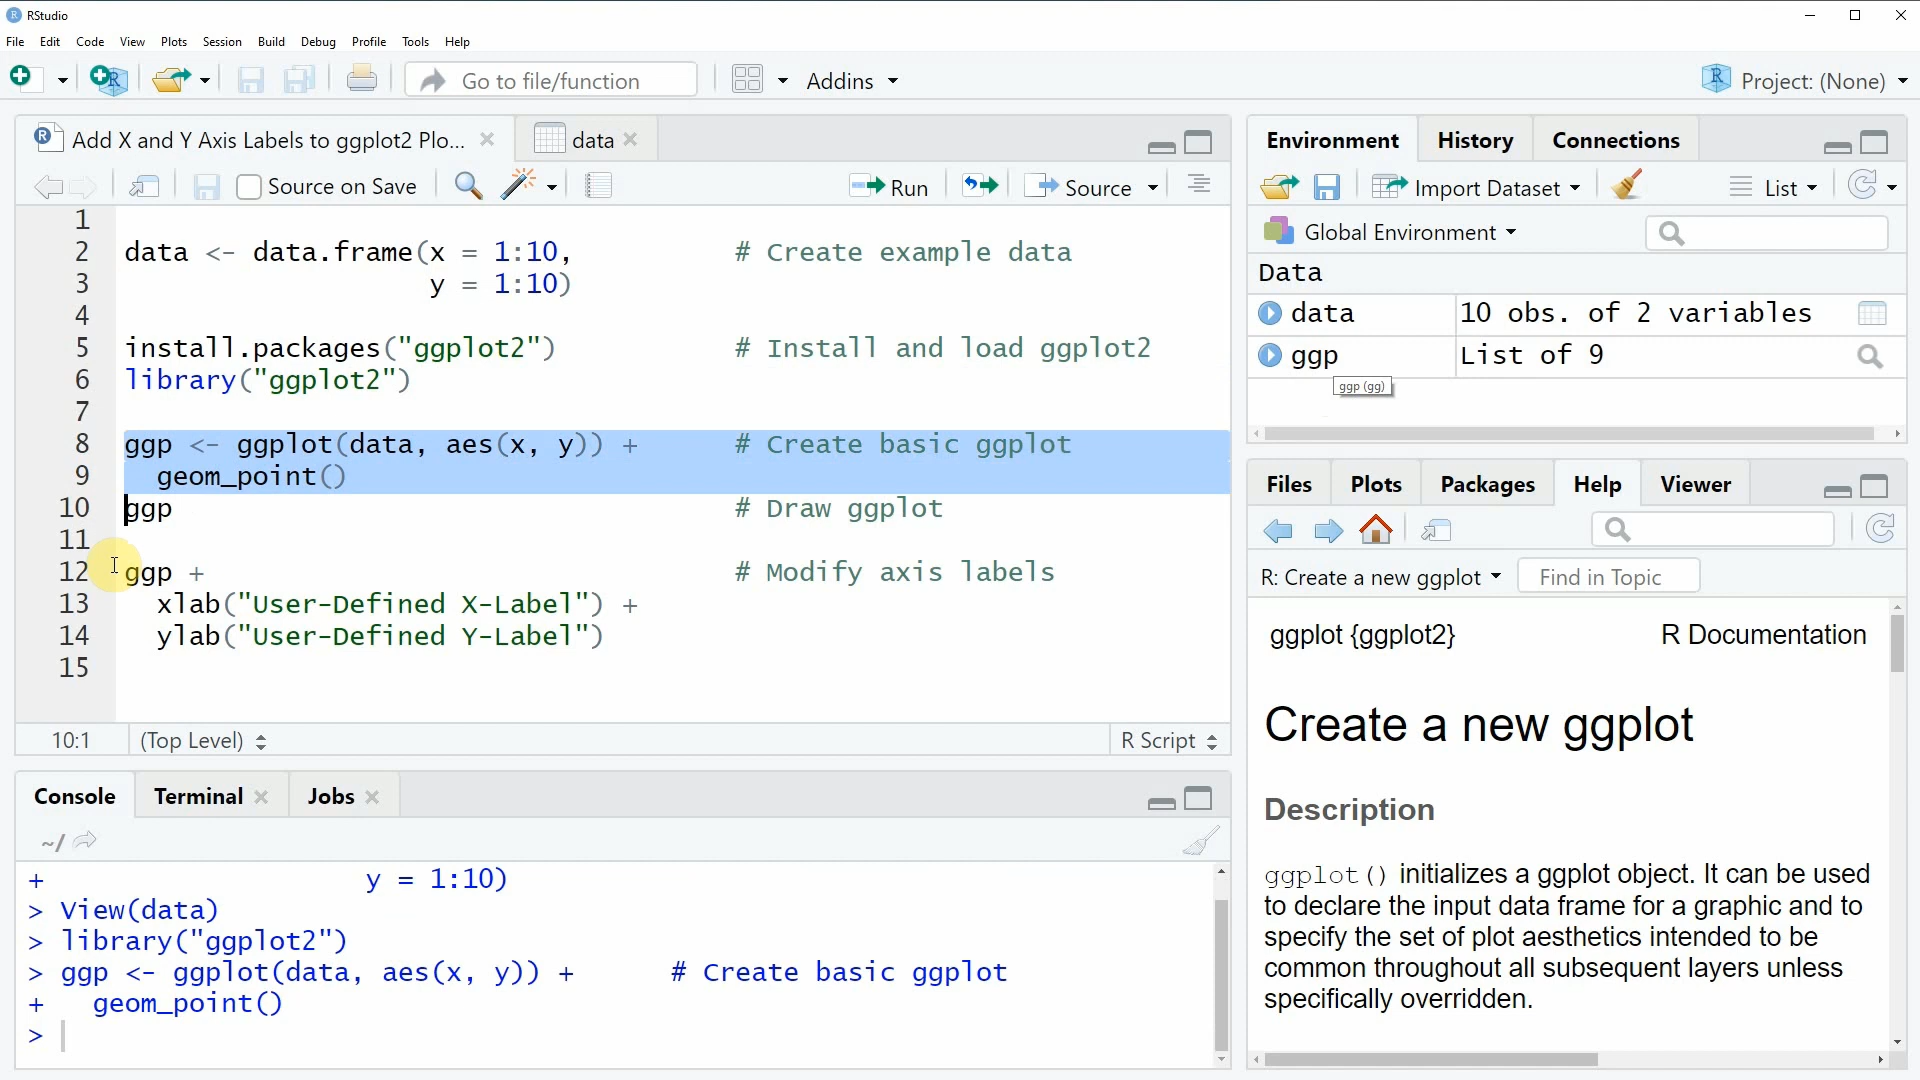 RStudio
File Edit Code View Plots Session Build Debug Profile Tools Help
Go to file/function Addins Project: (None)
Add X and Y Axis Labels to ggplot2 Plo... data
Source on Save Run Source
1
2 data <- data.frame(x = 1:10, # Create example data
3 y = 1:10)
4
5 install.packages("ggplot2") # Install and load ggplot2
6 library("ggplot2")
7
8 ggp <- ggplot(data, aes(x, y)) + # Create basic ggplot
9 geom_point()
10 ggp # Draw ggplot
11
12 ggp + # Modify axis labels
13 xlab("User-Defined X-Label") +
14 ylab("User-Defined Y-Label")
15
10:1 (Top Level) R Script
Console Terminal Jobs
~/
+ y = 1:10)
> View(data)
> library("ggplot2")
> ggp <- ggplot(data, aes(x, y)) + # Create basic ggplot
+ geom_point()
>
Environment History Connections
Import Dataset List
Global Environment
Data
data 10 obs. of 2 variables
ggp List of 9
ggp (gg)
Files Plots Packages Help Viewer
R: Create a new ggplot Find in Topic
ggplot {ggplot2} R Documentation
Create a new ggplot
Description
ggplot() initializes a ggplot object. It can be used
to declare the input data frame for a graphic and to
specify the set of plot aesthetics intended to be
common throughout all subsequent layers unless
specifically overridden.